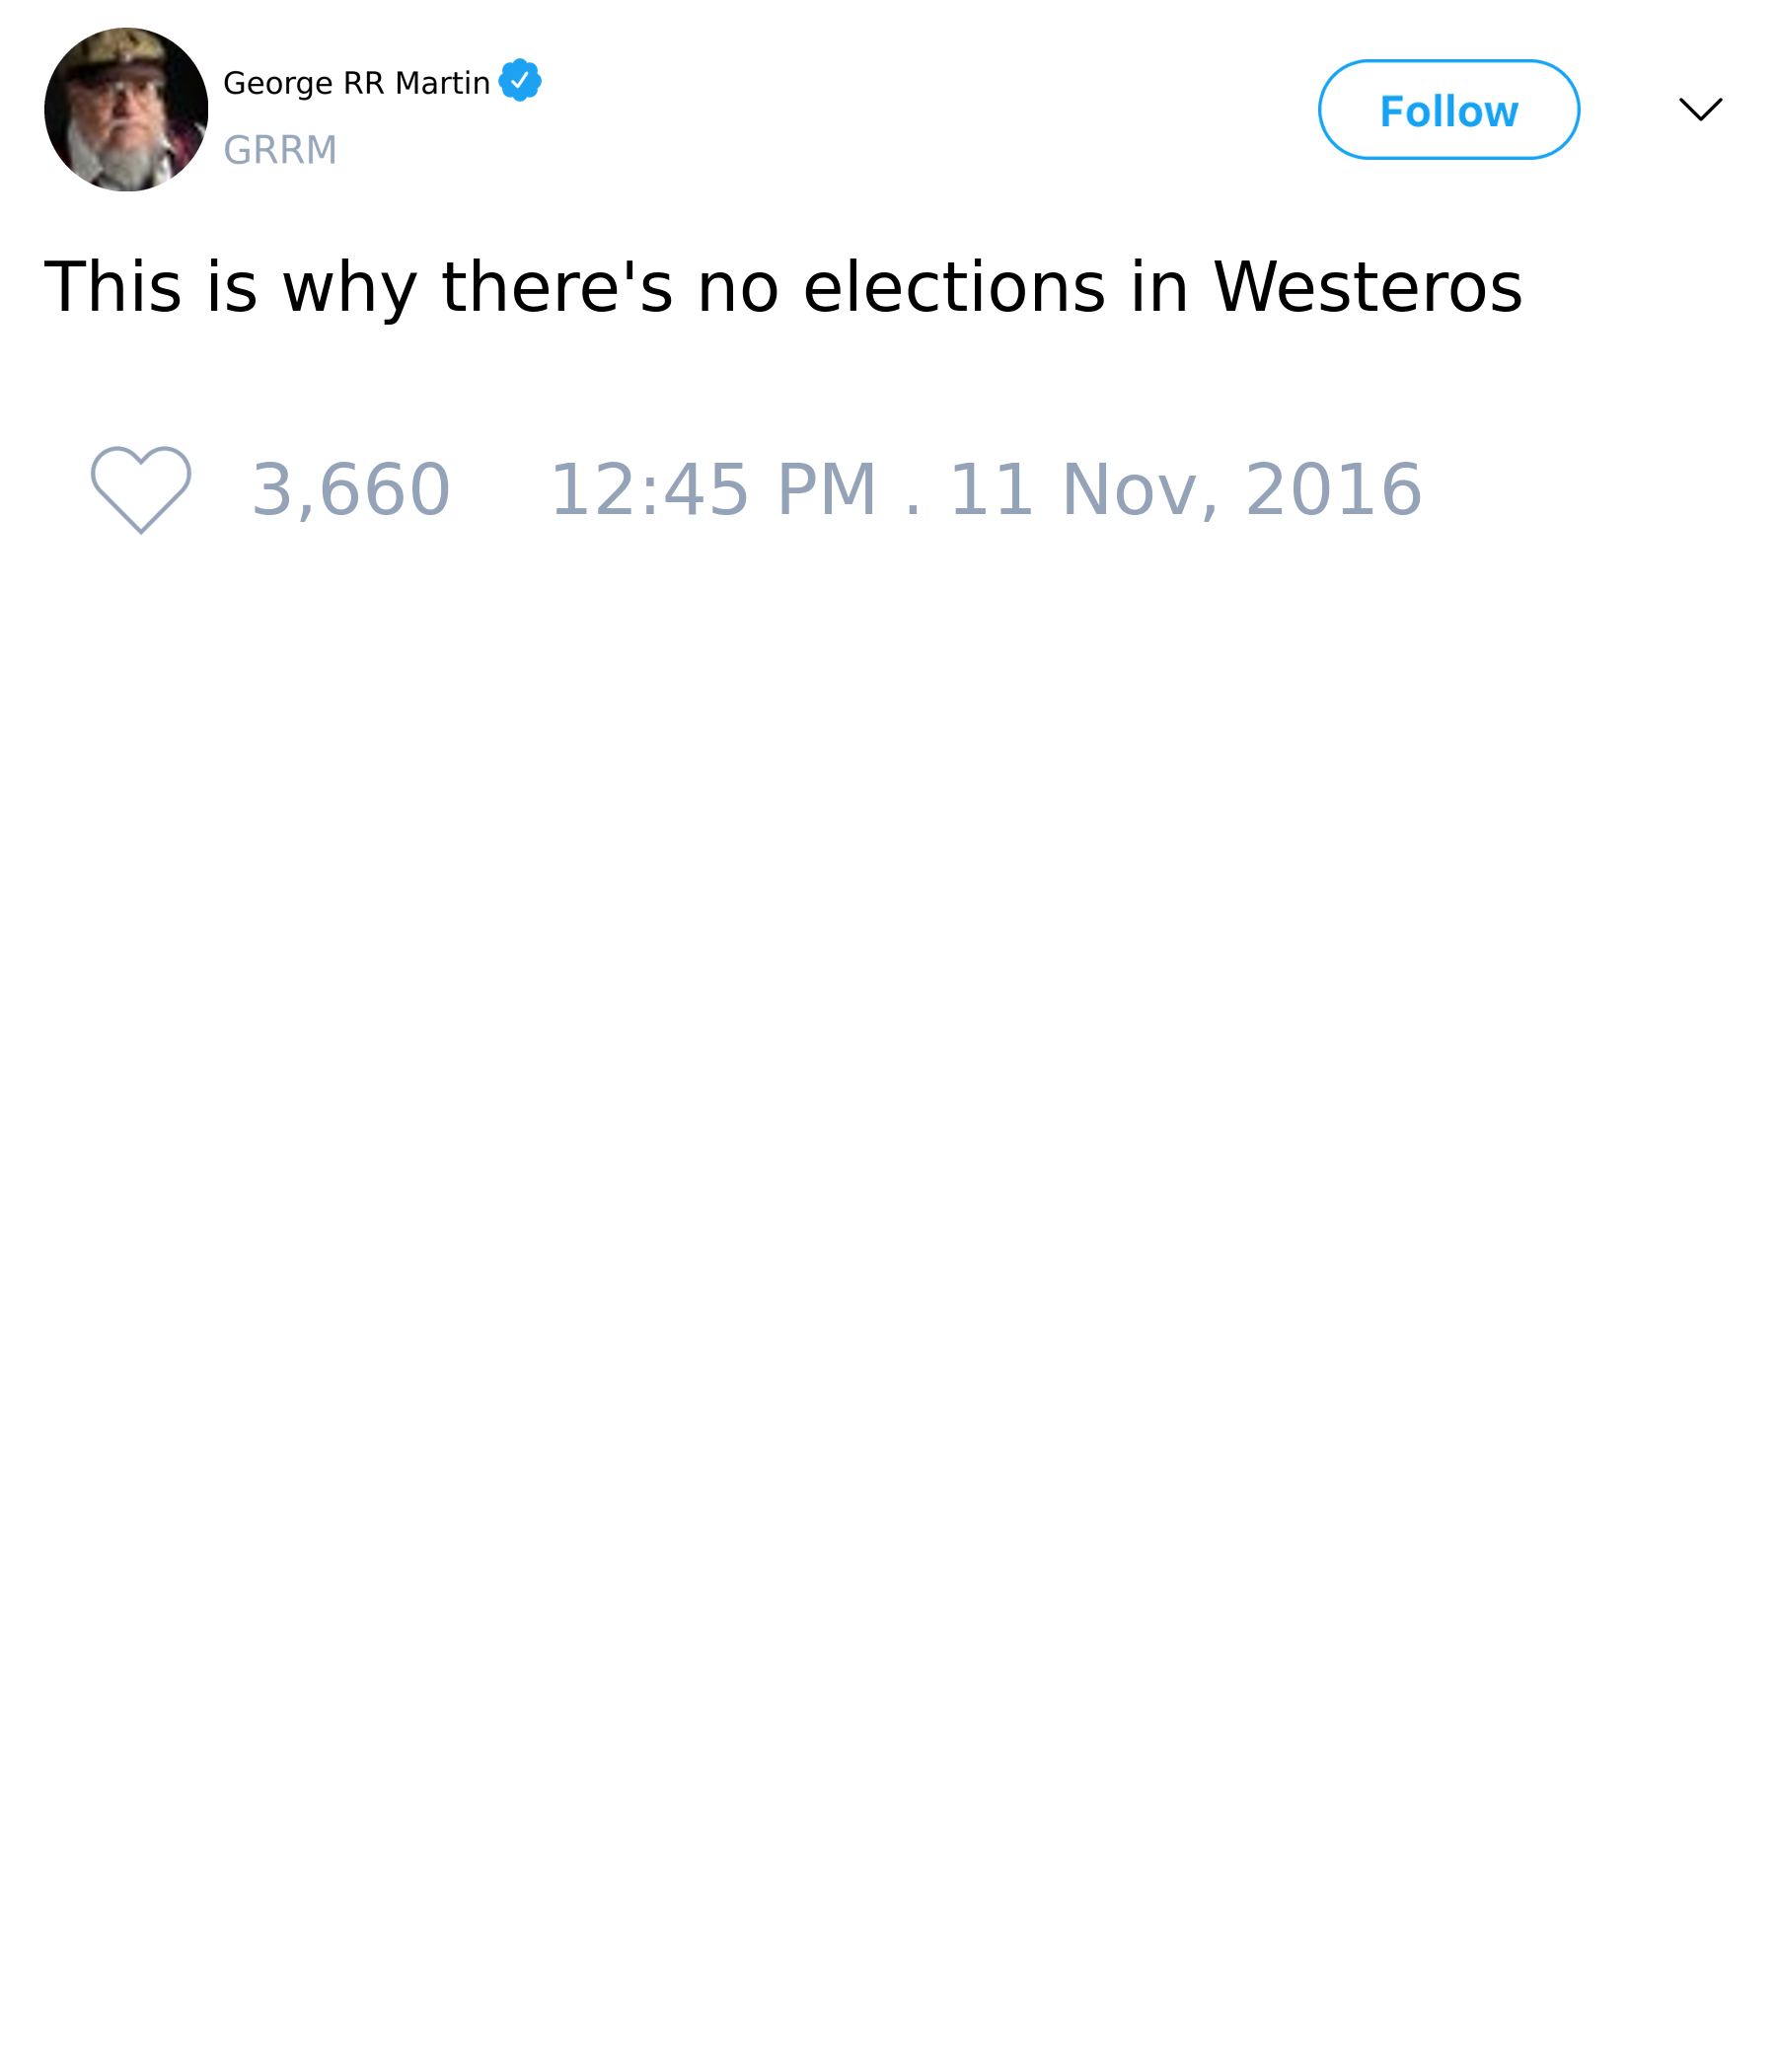 George RR Martin
GRRM
Follow
This is why there's no elections in Westeros
3,660 12:45 PM . 11 Nov, 2016